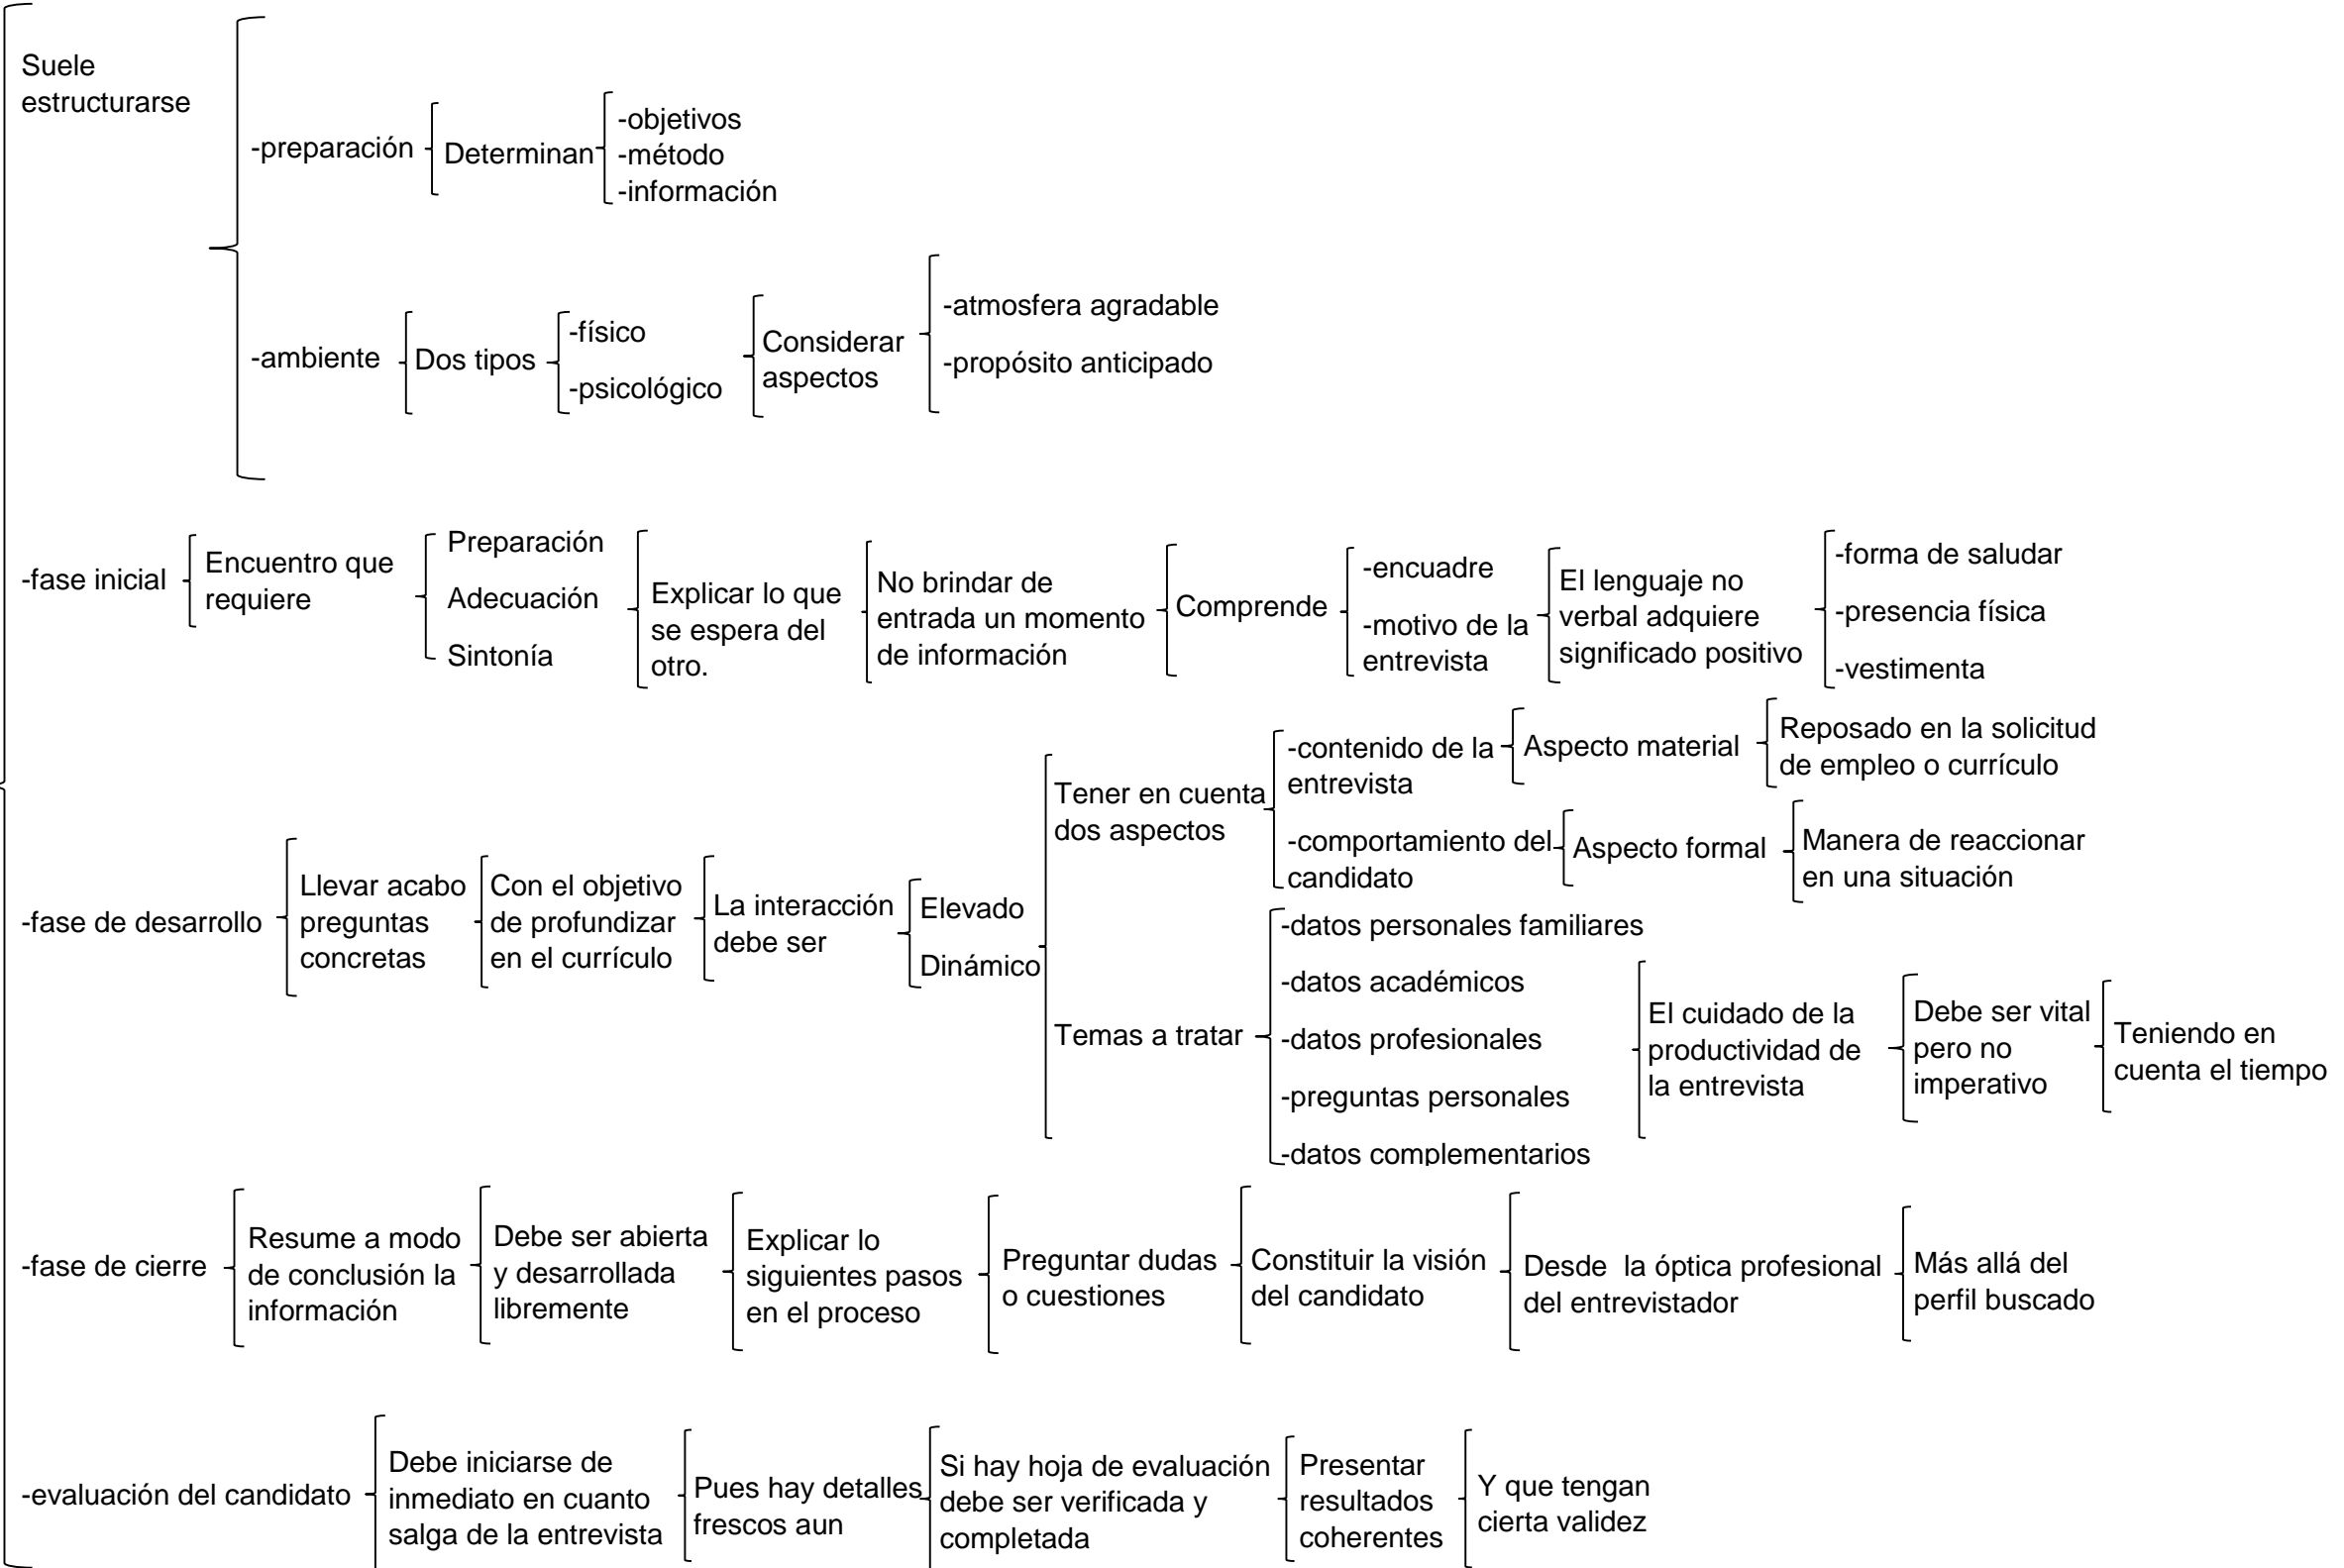 Suele
estructurarse
-preparación
Determinan
-objetivos
-método
-información
-ambiente
Dos tipos
-físico
-psicológico
Considerar
aspectos
-atmosfera agradable
-propósito anticipado
-fase inicial
Encuentro que
requiere
Preparación
Adecuación
Sintonía
Explicar lo que
se espera del
otro.
No brindar de
entrada un momento
de información
Comprende
-encuadre
-motivo de la
entrevista
El lenguaje no
verbal adquiere
significado positivo
-forma de saludar
-presencia física
-vestimenta
-fase de desarrollo
Llevar acabo
preguntas
concretas
Con el objetivo
de profundizar
en el currículo
La interacción
debe ser
Elevado
Dinámico
Tener en cuenta
dos aspectos
-contenido de la
entrevista
Aspecto material
Reposado en la solicitud
de empleo o currículo
-comportamiento del
candidato
Aspecto formal
Manera de reaccionar
en una situación
Temas a tratar
-datos personales familiares
-datos académicos
-datos profesionales
-preguntas personales
-datos complementarios
El cuidado de la
productividad de
la entrevista
Debe ser vital
pero no
imperativo
Teniendo en
cuenta el tiempo
-fase de cierre
Resume a modo
de conclusión la
información
Debe ser abierta
y desarrollada
libremente
Explicar lo
siguientes pasos
en el proceso
Preguntar dudas
o cuestiones
Constituir la visión
del candidato
Desde  la óptica profesional
del entrevistador
Más allá del
perfil buscado
-evaluación del candidato
Debe iniciarse de
inmediato en cuanto
salga de la entrevista
Pues hay detalles
frescos aun
Si hay hoja de evaluación
debe ser verificada y
completada
Presentar
resultados
coherentes
Y que tengan
cierta validez